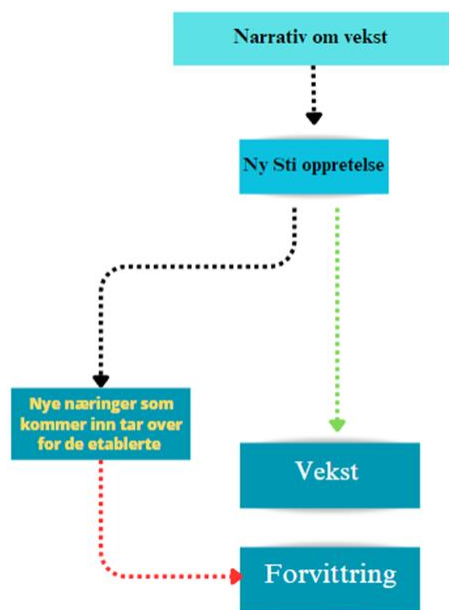 Narrativ om vekst
Ny Sti oppretelse
Nye næringer som
kommer inn tar over
for de etablerte
Vekst
Forvittring